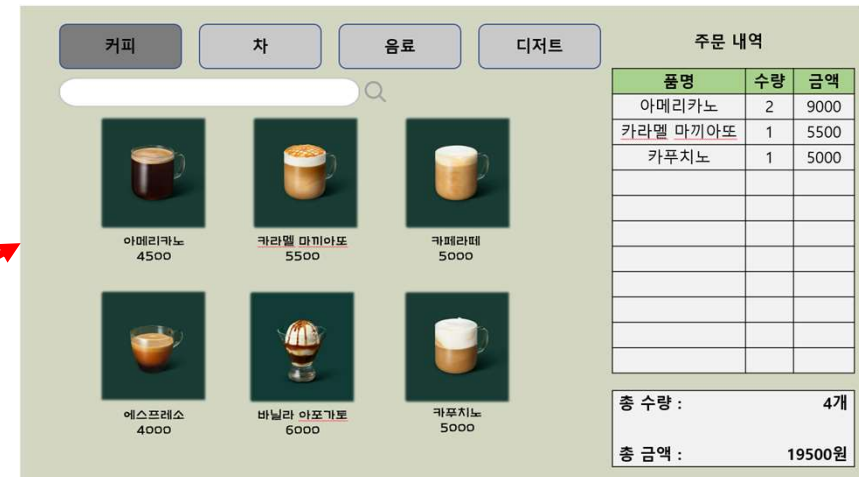 커피 차 음료 디저트
주문 내역
품명 수량 금액
아메리카노 2 9000
카라멜 마끼아또 1 5500
카푸치노 1 5000
아메리카노 카라멜 마끼아또 카페라떼
4500 5500 5000
에스프레소 바닐라 아포가토 카푸치노
4000 6000 5000
총 수량 : 4개
총 금액 : 19500원